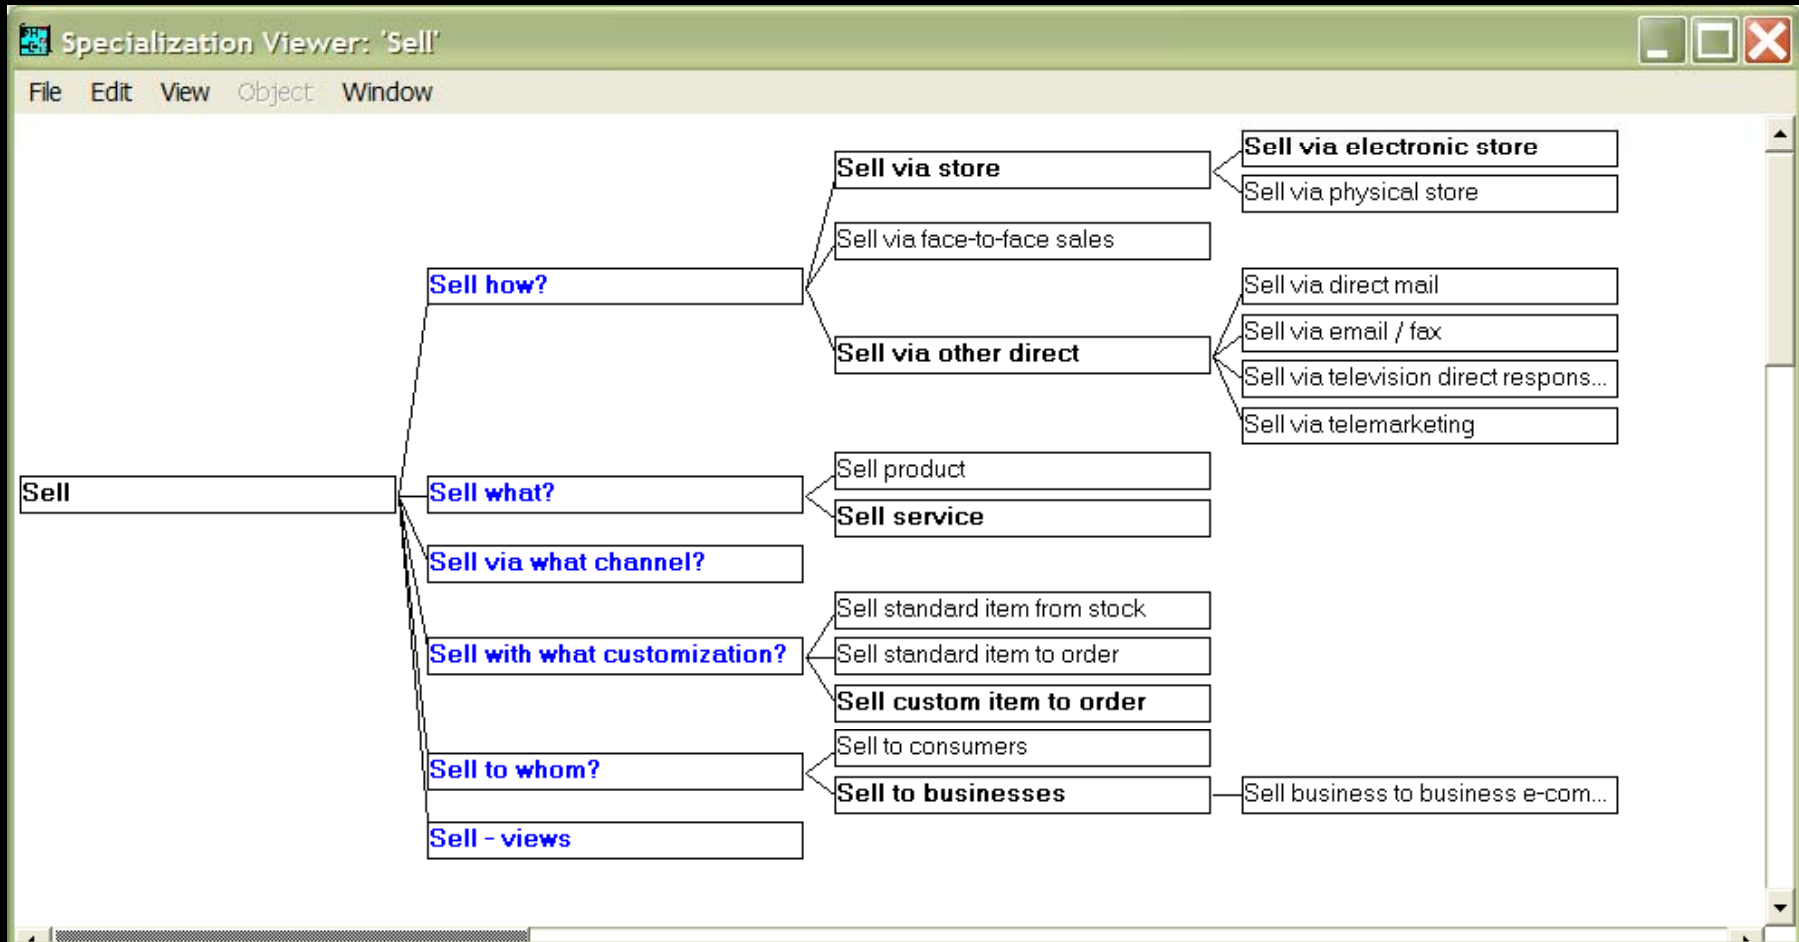 Specialization Viewer: 'Sell'
File Edit View Object Window
Sell
Sell how?
Sell via store
Sell via electronic store
Sell via physical store
Sell via face-to-face sales
Sell via other direct
Sell via direct mail
Sell via email / fax
Sell via television direct respons...
Sell via telemarketing
Sell what?
Sell product
Sell service
Sell via what channel?
Sell with what customization?
Sell standard item from stock
Sell standard item to order
Sell custom item to order
Sell to whom?
Sell to consumers
Sell to businesses
Sell business to business e-com...
Sell - views